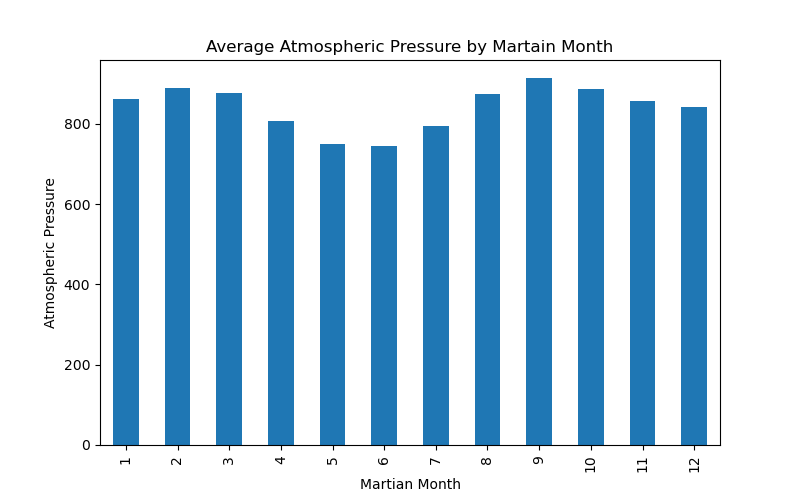 Average Atmospheric Pressure by Martain Month
Atmospheric Pressure
800
600
400
200
0
1 2 3 4 5 6 7 8 9 10 11 12
Martian Month